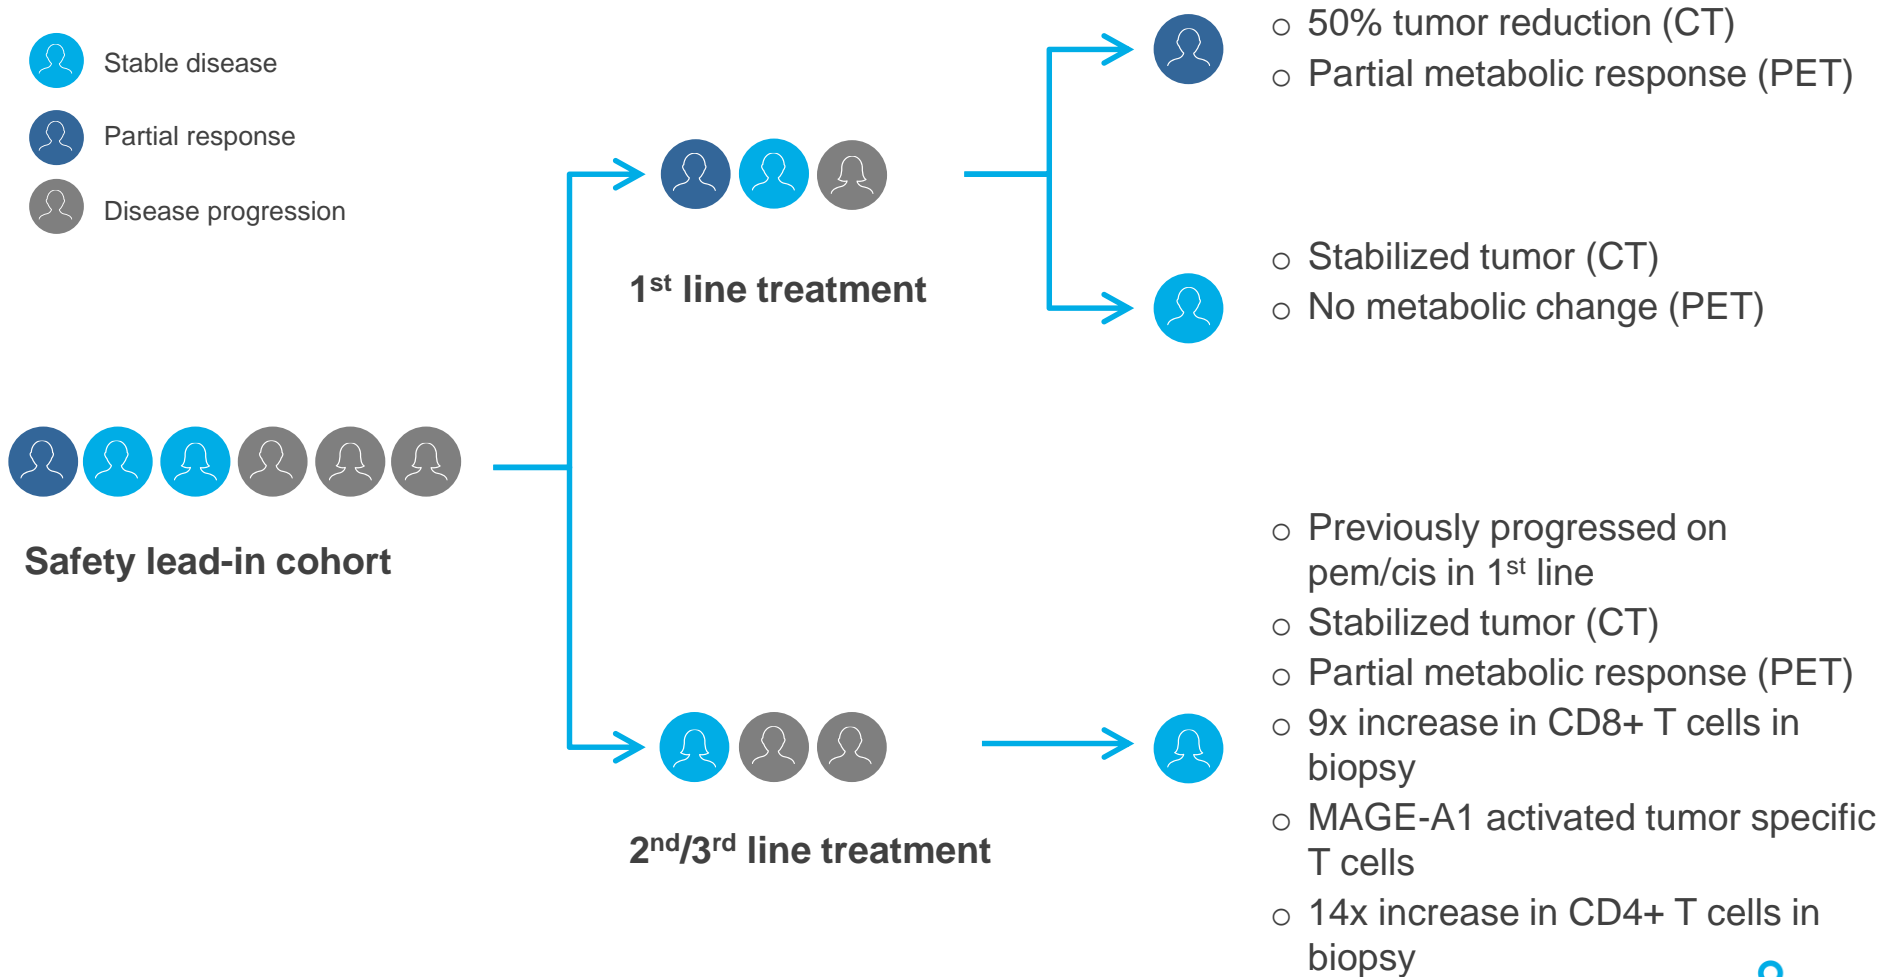 Stable disease
Partial response
Disease progression
Safety lead-in cohort
1st line treatment
2nd/3rd line treatment
○ 50% tumor reduction (CT)
○ Partial metabolic response (PET)
○ Stabilized tumor (CT)
○ No metabolic change (PET)
○ Previously progressed on
pem/cis in 1st line
○ Stabilized tumor (CT)
○ Partial metabolic response (PET)
○ 9x increase in CD8+ T cells in
biopsy
○ MAGE-A1 activated tumor specific
T cells
○ 14x increase in CD4+ T cells in
biopsy